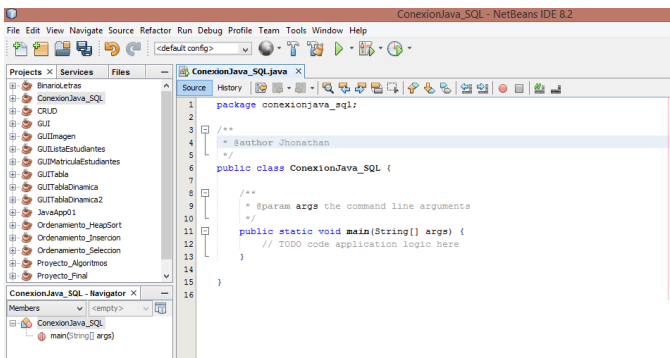 ConexionJava_SQL - NetBeans IDE 8.2
File Edit View Navigate Source Refactor Run Debug Profile Team Tools Window Help
<default config>
Projects × Services Files
BinarioLetras
ConexionJava_SQL
CRUD
GUI
GUIImagen
GUIListaEstudiantes
GUIMatriculaEstudiantes
GUITabla
GUITablaDinamica
GUITablaDinamica2
JavaApp01
Ordenamiento_HeapSort
Ordenamiento_Insercion
Ordenamiento_Seleccion
Proyecto_Algoritmos
Proyecto_Final
ConexionJava_SQL - Navigator ×
Members <empty>
ConexionJava_SQL
main(String[] args)
ConexionJava_SQL.java ×
Source History
1 package conexionjava_sql;
2
3 /**
4 * @author Jhonathan
5 */
6 public class ConexionJava_SQL {
7
8 /**
9 * @param args the command line arguments
10 */
11 public static void main(String[] args) {
12 // TODO code application logic here
13 }
14
15 }
16